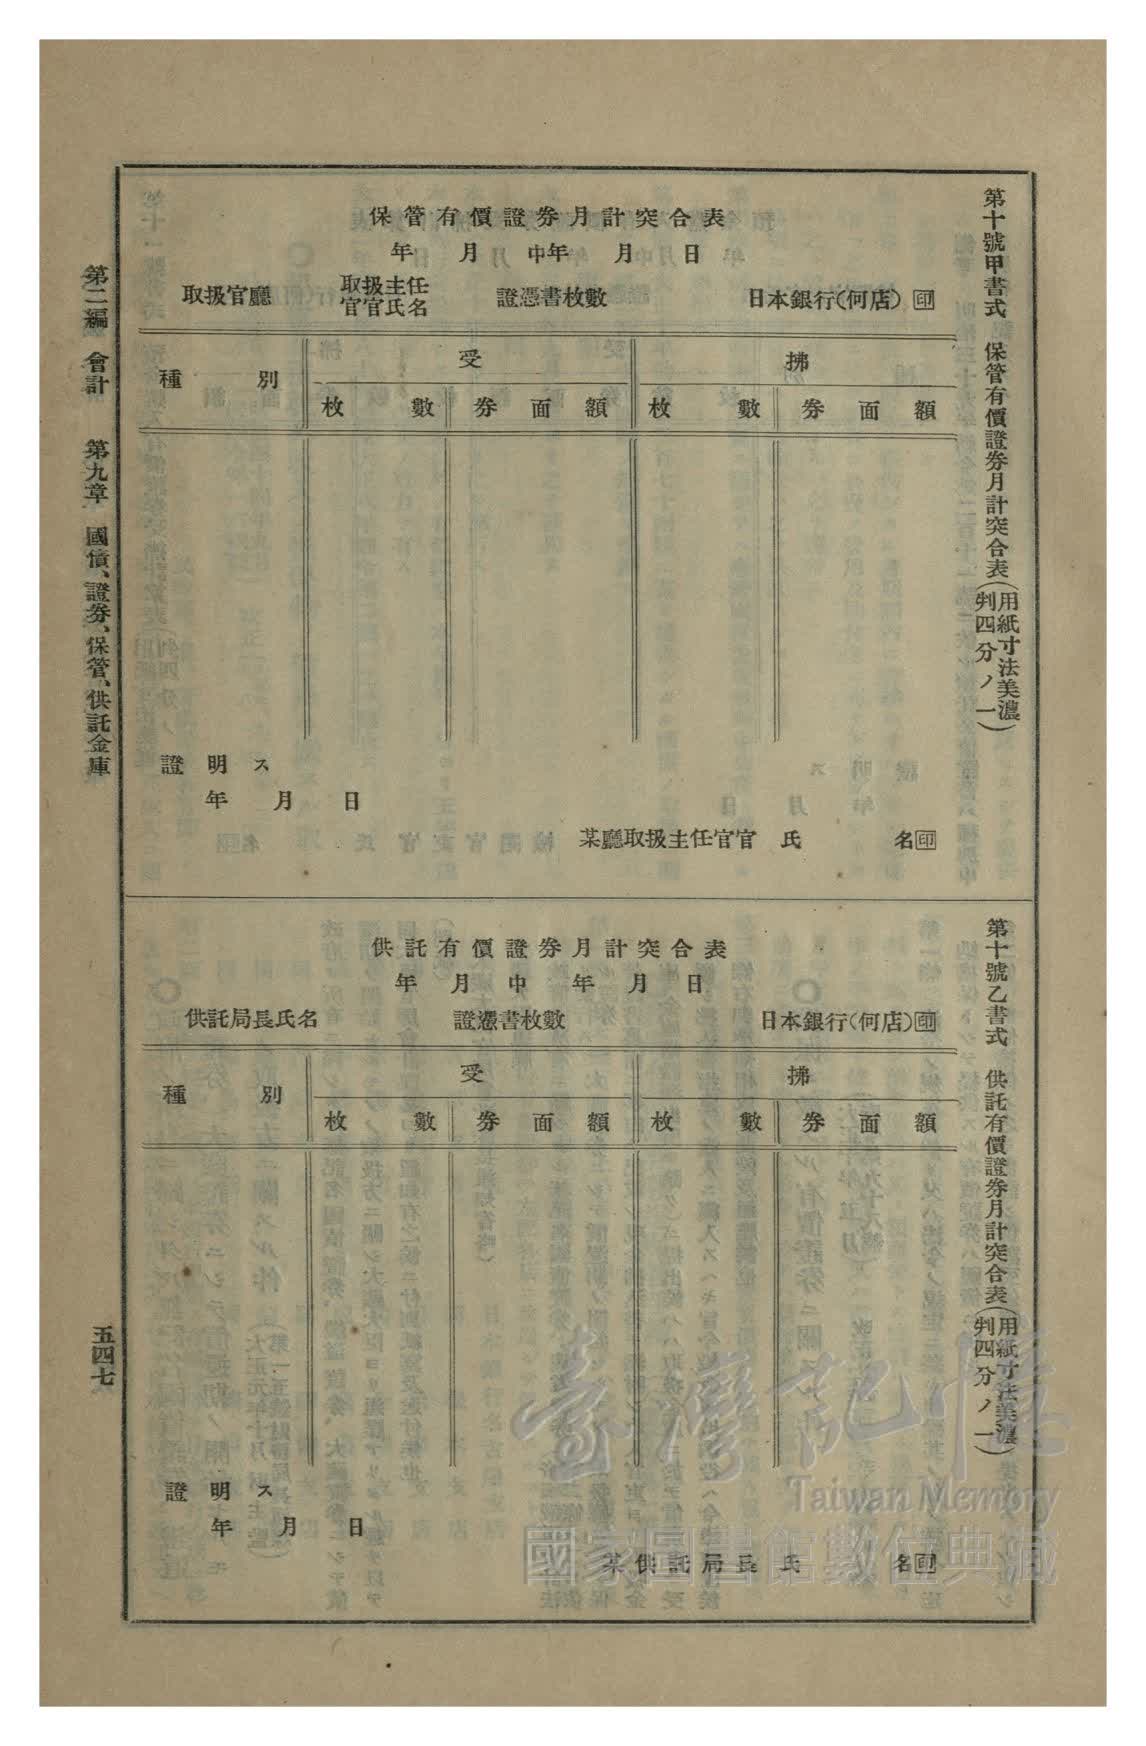 第十號甲書式　保管有價證券月計突合表(用紙寸法美濃判四分ノ一)
保管有價證券月計突合表
年　月中年　月　日
取扱官廳　取扱主任官官氏名　證憑書枚數　日本銀行(何店)印
種別　受　拂
枚數　券面額　枚數　券面額
證明ス
年　月　日
某廳取扱主任官官　氏　名印
第十號乙書式　供託有價證券月計突合表(用紙寸法美濃判四分ノ一)
供託有價證券月計突合表
年　月　中　年　月　日
供託局長氏名　證憑書枚數　日本銀行(何店)印
種別　受　拂
枚數　券面額　枚數　券面額
證明ス
年　月　日
某供託局長　氏　名印
第二編　會計　第九章　國債、證券、保管、供託金庫
五四七
臺灣記憶
Taiwan Memory
國家圖書館數位典藏